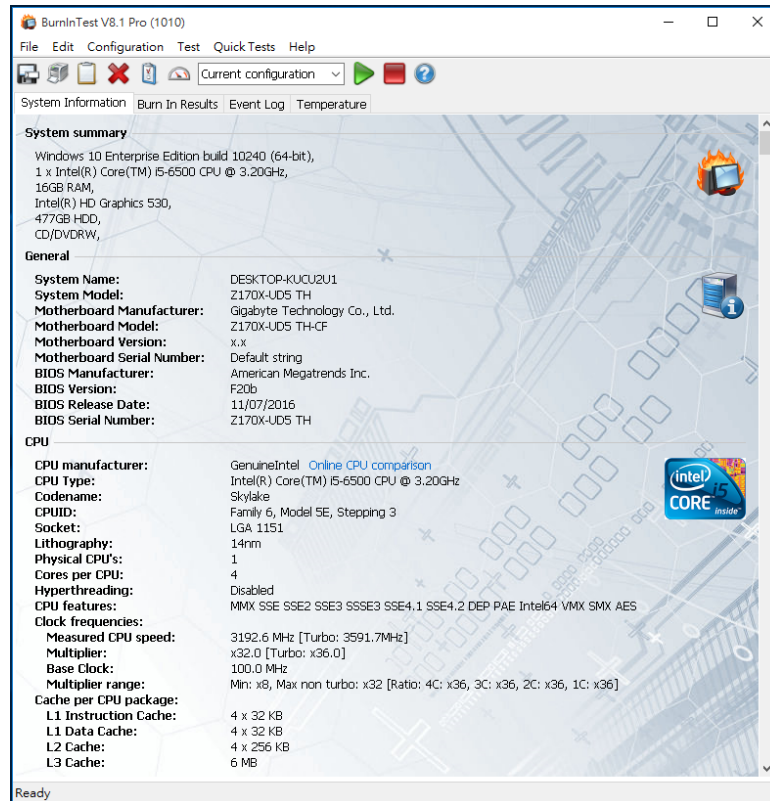 BurnInTest V8.1 Pro (1010)
File Edit Configuration Test Quick Tests Help
Current configuration
System Information Burn In Results Event Log Temperature
System summary
Windows 10 Enterprise Edition build 10240 (64-bit),
1 x Intel(R) Core(TM) i5-6500 CPU @ 3.20GHz,
16GB RAM,
Intel(R) HD Graphics 530,
477GB HDD,
CD/DVDRW,
General
System Name: DESKTOP-KUCU2U1
System Model: Z170X-UD5 TH
Motherboard Manufacturer: Gigabyte Technology Co., Ltd.
Motherboard Model: Z170X-UD5 TH-CF
Motherboard Version: x.x
Motherboard Serial Number: Default string
BIOS Manufacturer: American Megatrends Inc.
BIOS Version: F20b
BIOS Release Date: 11/07/2016
BIOS Serial Number: Z170X-UD5 TH
CPU
CPU manufacturer: GenuineIntel Online CPU comparison
CPU Type: Intel(R) Core(TM) i5-6500 CPU @ 3.20GHz
Codename: Skylake
CPUID: Family 6, Model 5E, Stepping 3
Socket: LGA 1151
Lithography: 14nm
Physical CPU's: 1
Cores per CPU: 4
Hyperthreading: Disabled
CPU features: MMX SSE SSE2 SSE3 SSSE3 SSE4.1 SSE4.2 DEP PAE Intel64 VMX SMX AES
Clock frequencies:
Measured CPU speed: 3192.6 MHz [Turbo: 3591.7MHz]
Multiplier: x32.0 [Turbo: x36.0]
Base Clock: 100.0 MHz
Multiplier range: Min: x8, Max non turbo: x32 [Ratio: 4C: x36, 3C: x36, 2C: x36, 1C: x36]
Cache per CPU package:
L1 Instruction Cache: 4 x 32 KB
L1 Data Cache: 4 x 32 KB
L2 Cache: 4 x 256 KB
L3 Cache: 6 MB
intel
i5
CORE
inside™
Ready